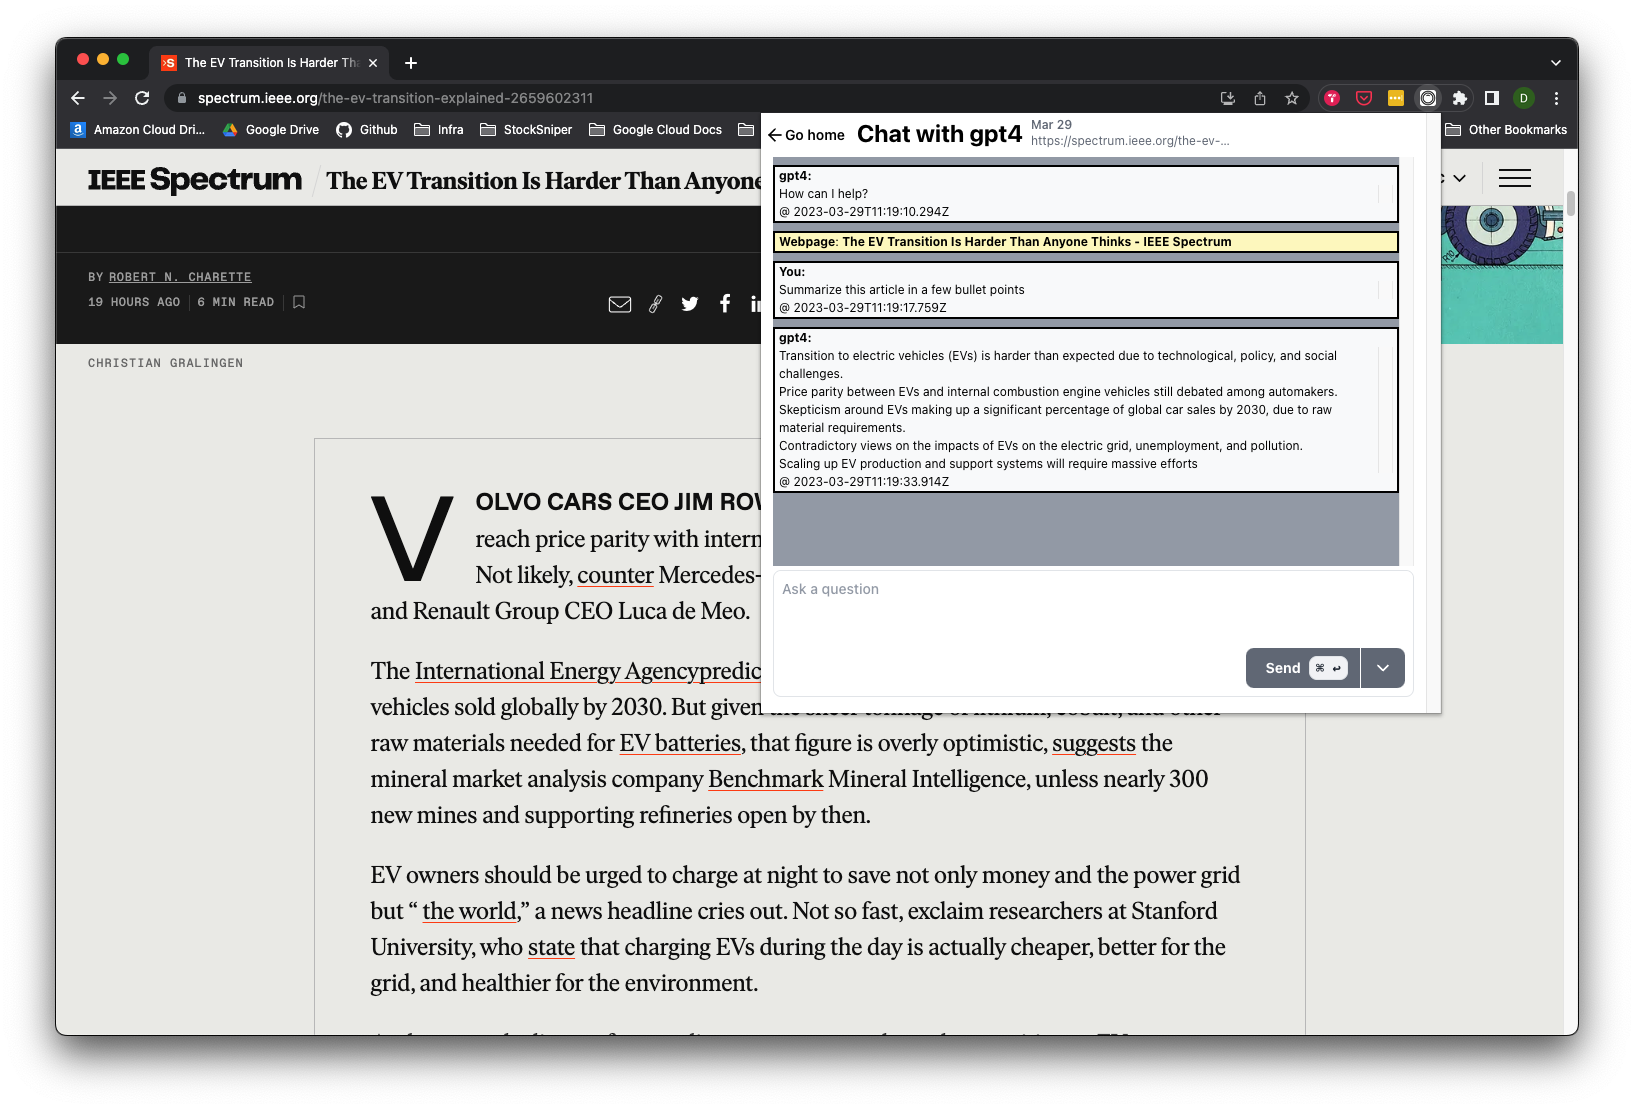 The EV Transition Is Harder Th
spectrum.ieee.org/the-ev-transition-explained-2659602311
D
Amazon Cloud Dri...
Google Drive
Github
Infra
StockSniper
Google Cloud Docs
Other Bookmarks
IEEE Spectrum
The EV Transition Is Harder Than Anyone
BY ROBERT N. CHARETTE
19 HOURS AGO
6 MIN READ
CHRISTIAN GRALINGEN
Go home
Chat with gpt4
Mar 29
https://spectrum.ieee.org/the-ev-...
gpt4:
How can I help?
@ 2023-03-29T11:19:10.294Z
Webpage: The EV Transition Is Harder Than Anyone Thinks - IEEE Spectrum
You:
Summarize this article in a few bullet points
@ 2023-03-29T11:19:17.759Z
gpt4:
Transition to electric vehicles (EVs) is harder than expected due to technological, policy, and social
challenges.
Price parity between EVs and internal combustion engine vehicles still debated among automakers.
Skepticism around EVs making up a significant percentage of global car sales by 2030, due to raw
material requirements.
Contradictory views on the impacts of EVs on the electric grid, unemployment, and pollution.
Scaling up EV production and support systems will require massive efforts
@ 2023-03-29T11:19:33.914Z
Ask a question
Send ⌘ ↩
VOLVO CARS CEO JIM ROW
reach price parity with intern
Not likely, counter Mercedes-
and Renault Group CEO Luca de Meo.
The International Energy Agencypredic
vehicles sold globally by 2030. But given
raw materials needed for EV batteries, that figure is overly optimistic, suggests the
mineral market analysis company Benchmark Mineral Intelligence, unless nearly 300
new mines and supporting refineries open by then.
EV owners should be urged to charge at night to save not only money and the power grid
but “ the world,” a news headline cries out. Not so fast, exclaim researchers at Stanford
University, who state that charging EVs during the day is actually cheaper, better for the
grid, and healthier for the environment.